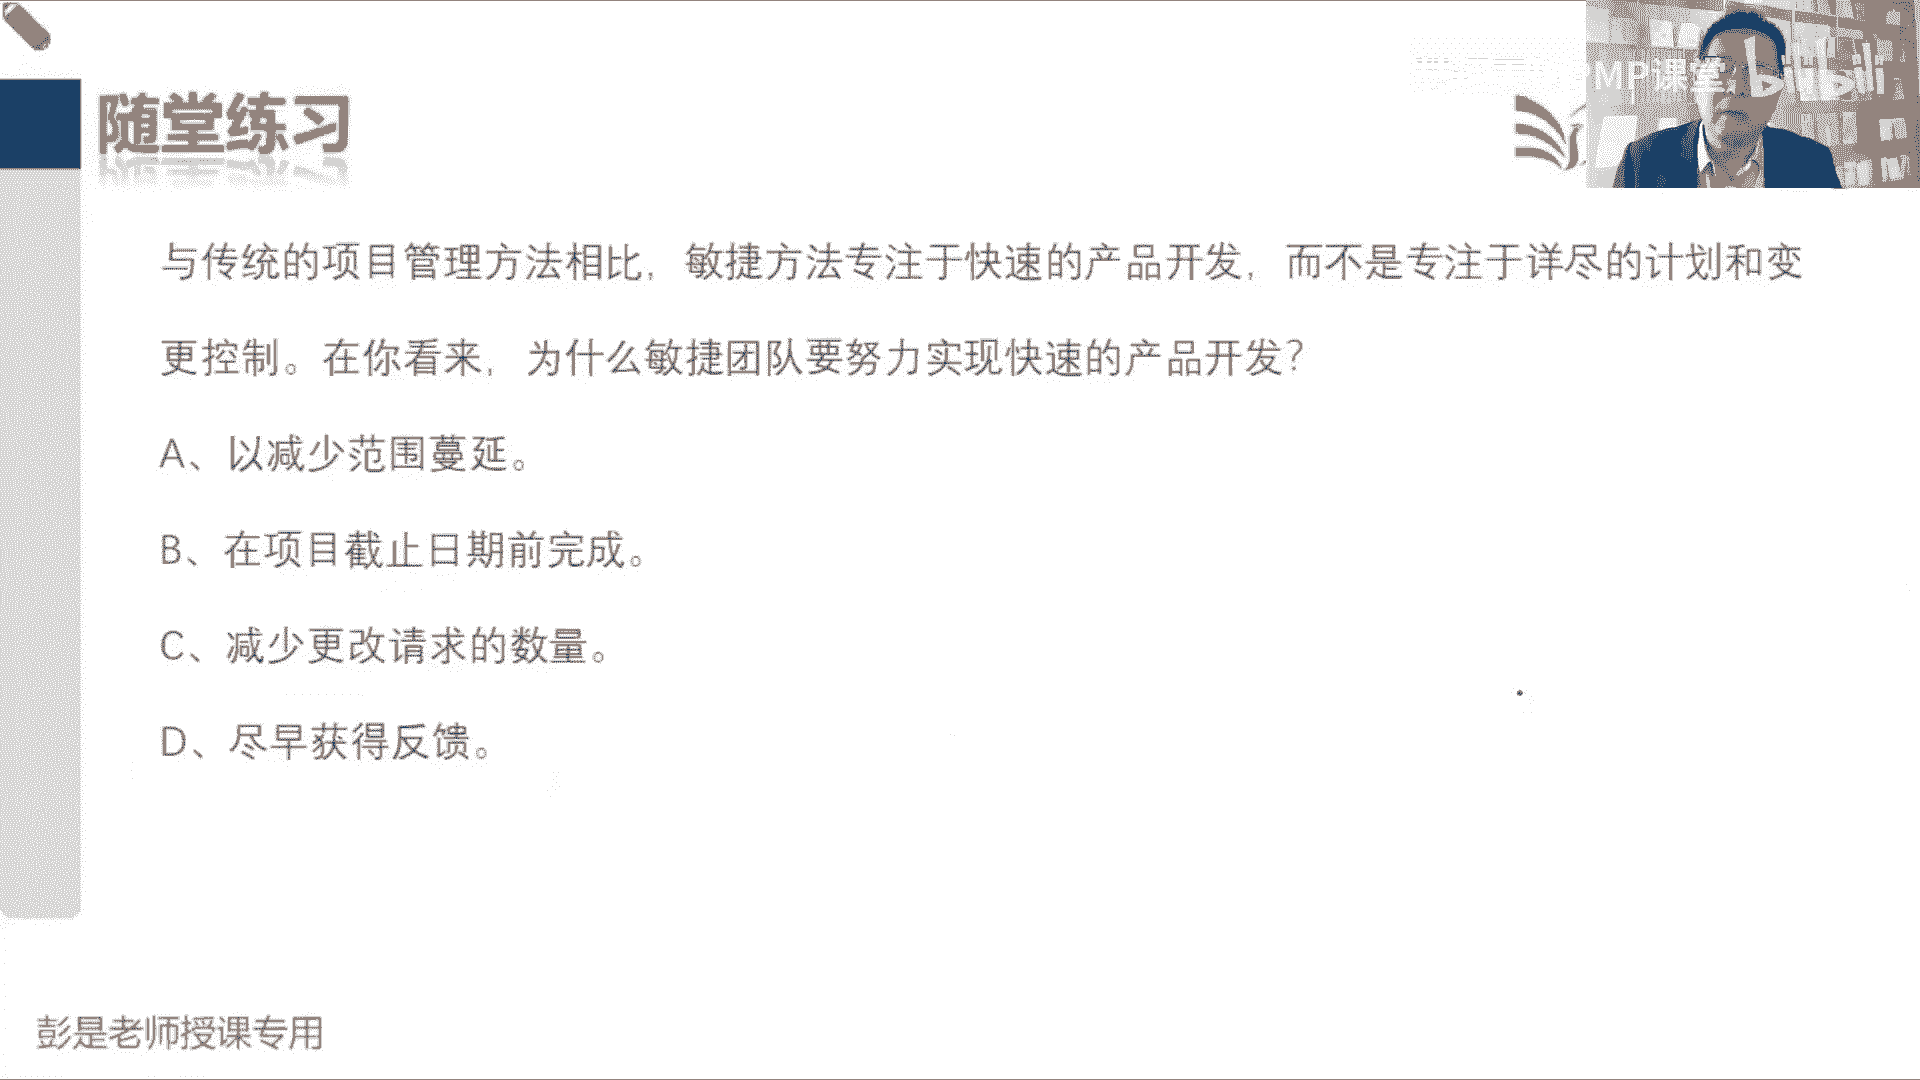 PMP课堂 bilibili
随堂练习
与传统的项目管理方法相比，敏捷方法专注于快速的产品开发，而不是专注于详尽的计划和变
更控制。在你看来，为什么敏捷团队要努力实现快速的产品开发？
A、以减少范围蔓延。
B、在项目截止日期前完成。
C、减少更改请求的数量。
D、尽早获得反馈。
彭是老师授课专用